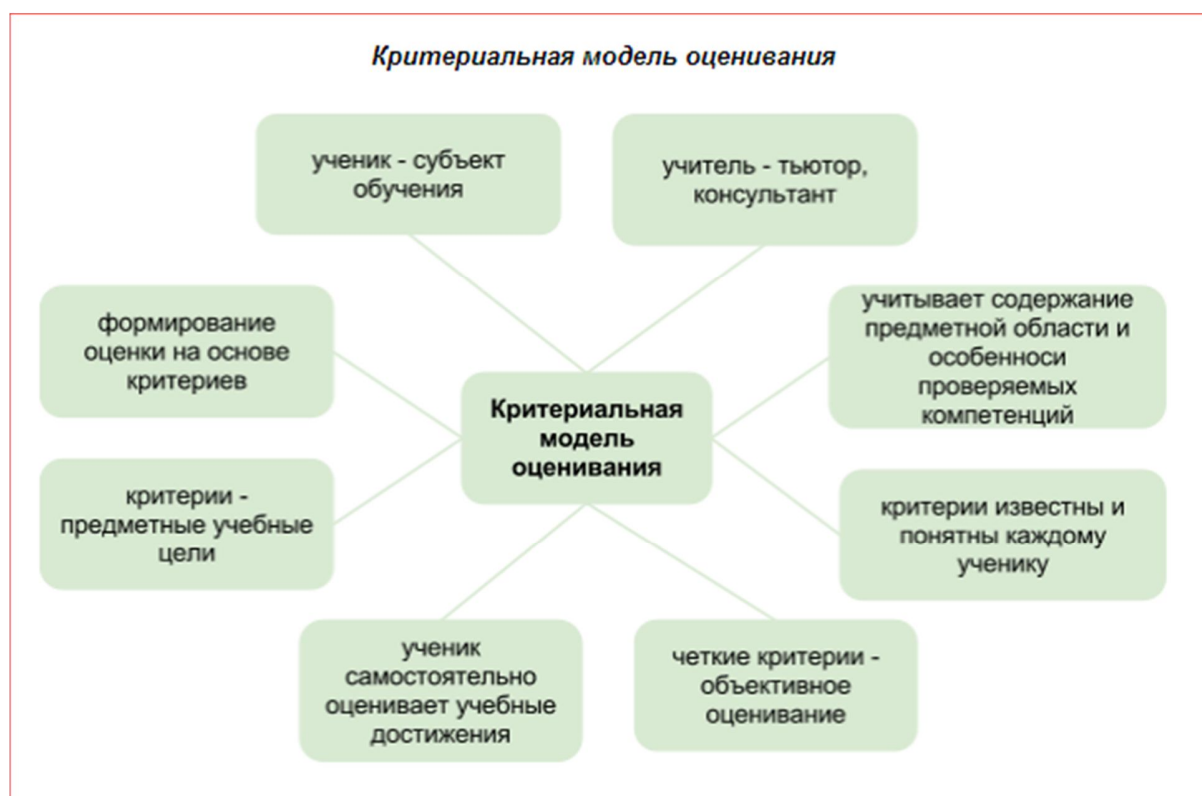 Критериальная модель оценивания
ученик - субъект
обучения
учитель - тьютор,
консультант
формирование
оценки на основе
критериев
учитывает содержание
предметной области и
особенноси
проверяемых
компетенций
Критериальная
модель
оценивания
критерии -
предметные учебные
цели
критерии известны и
понятны каждому
ученику
ученик
самостоятельно
оценивает учебные
достижения
четкие критерии -
объективное
оценивание